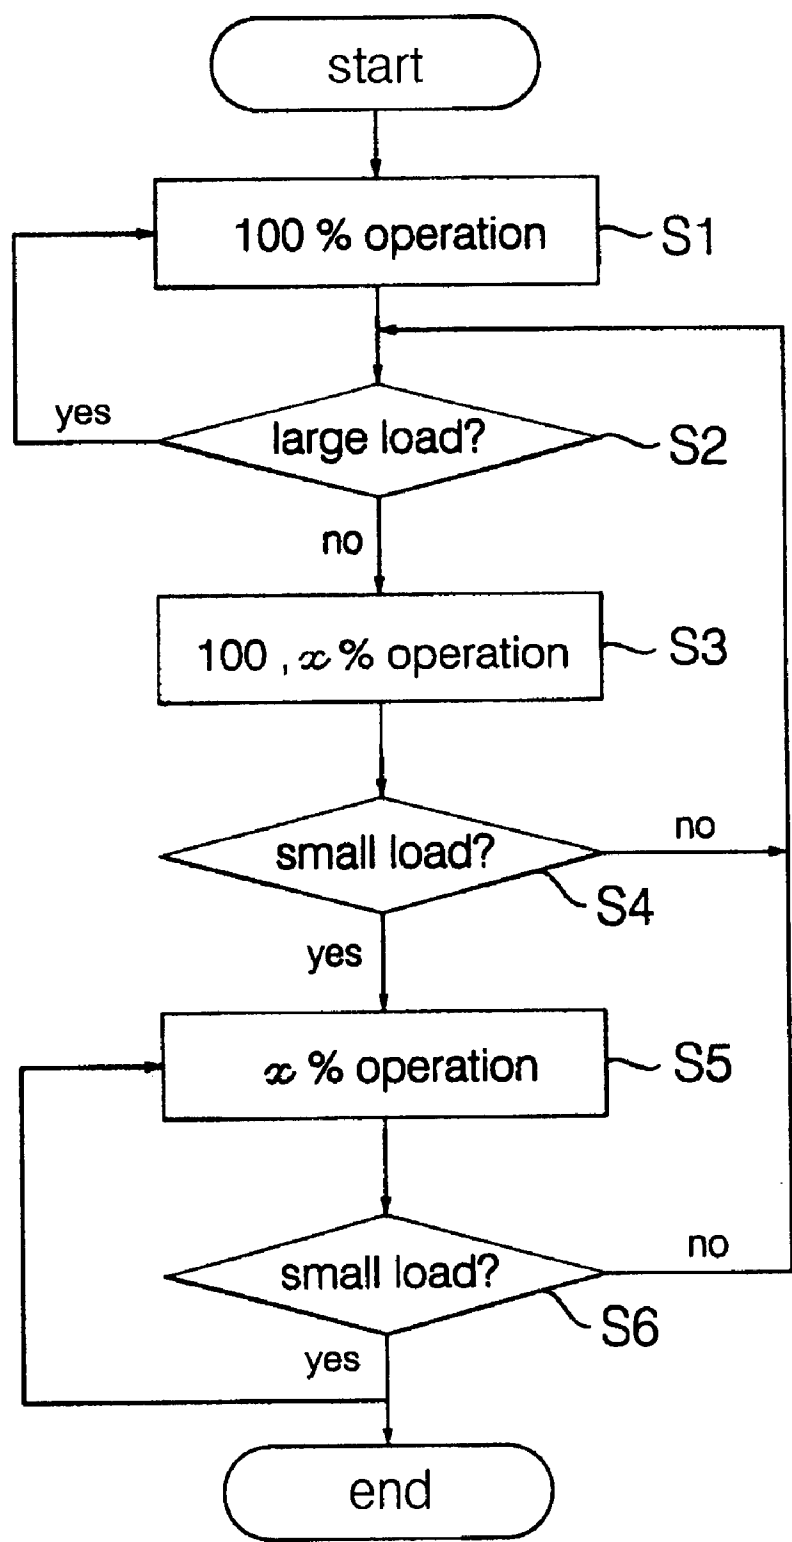 start
100 % operation
S1
yes
large load?
S2
no
100 , x % operation
S3
small load?
no
S4
yes
x % operation
S5
small load?
no
S6
yes
end